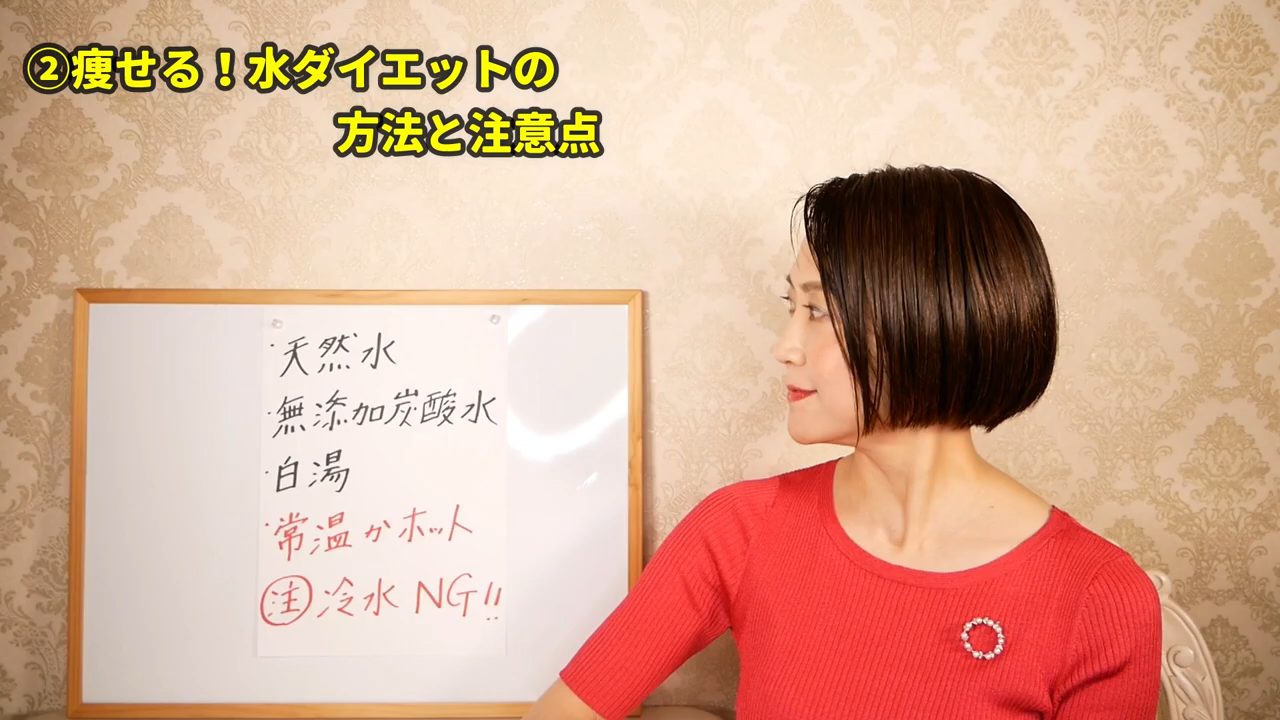 ②痩せる！水ダイエットの
方法と注意点
・天然水
・無添加炭酸水
・白湯
・常温かホット
㊟冷水NG!!